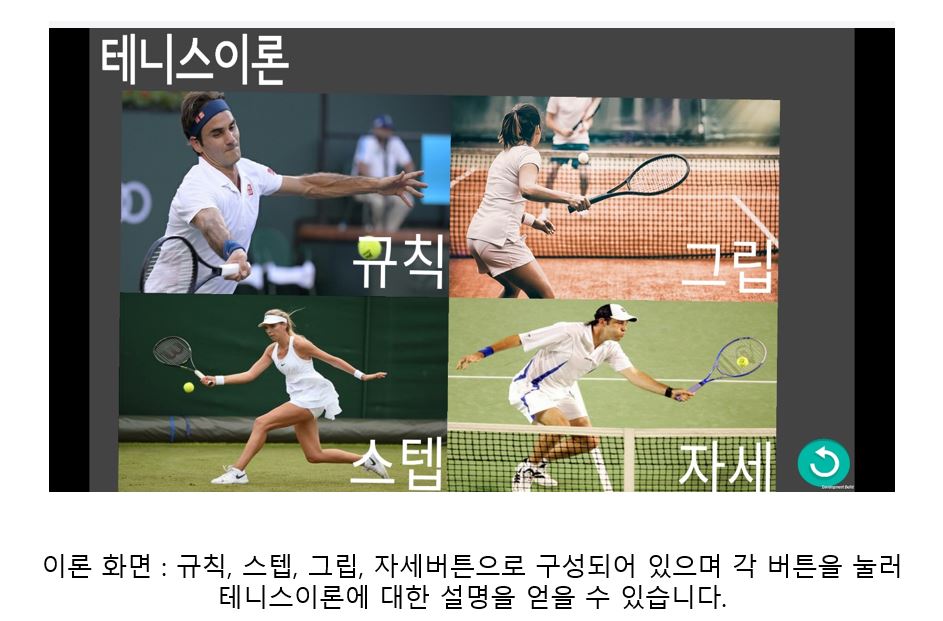 테니스이론
규칙
그립
스텝
자세
Development Build
이론 화면 : 규칙, 스텝, 그립, 자세버튼으로 구성되어 있으며 각 버튼을 눌러
테니스이론에 대한 설명을 얻을 수 있습니다.